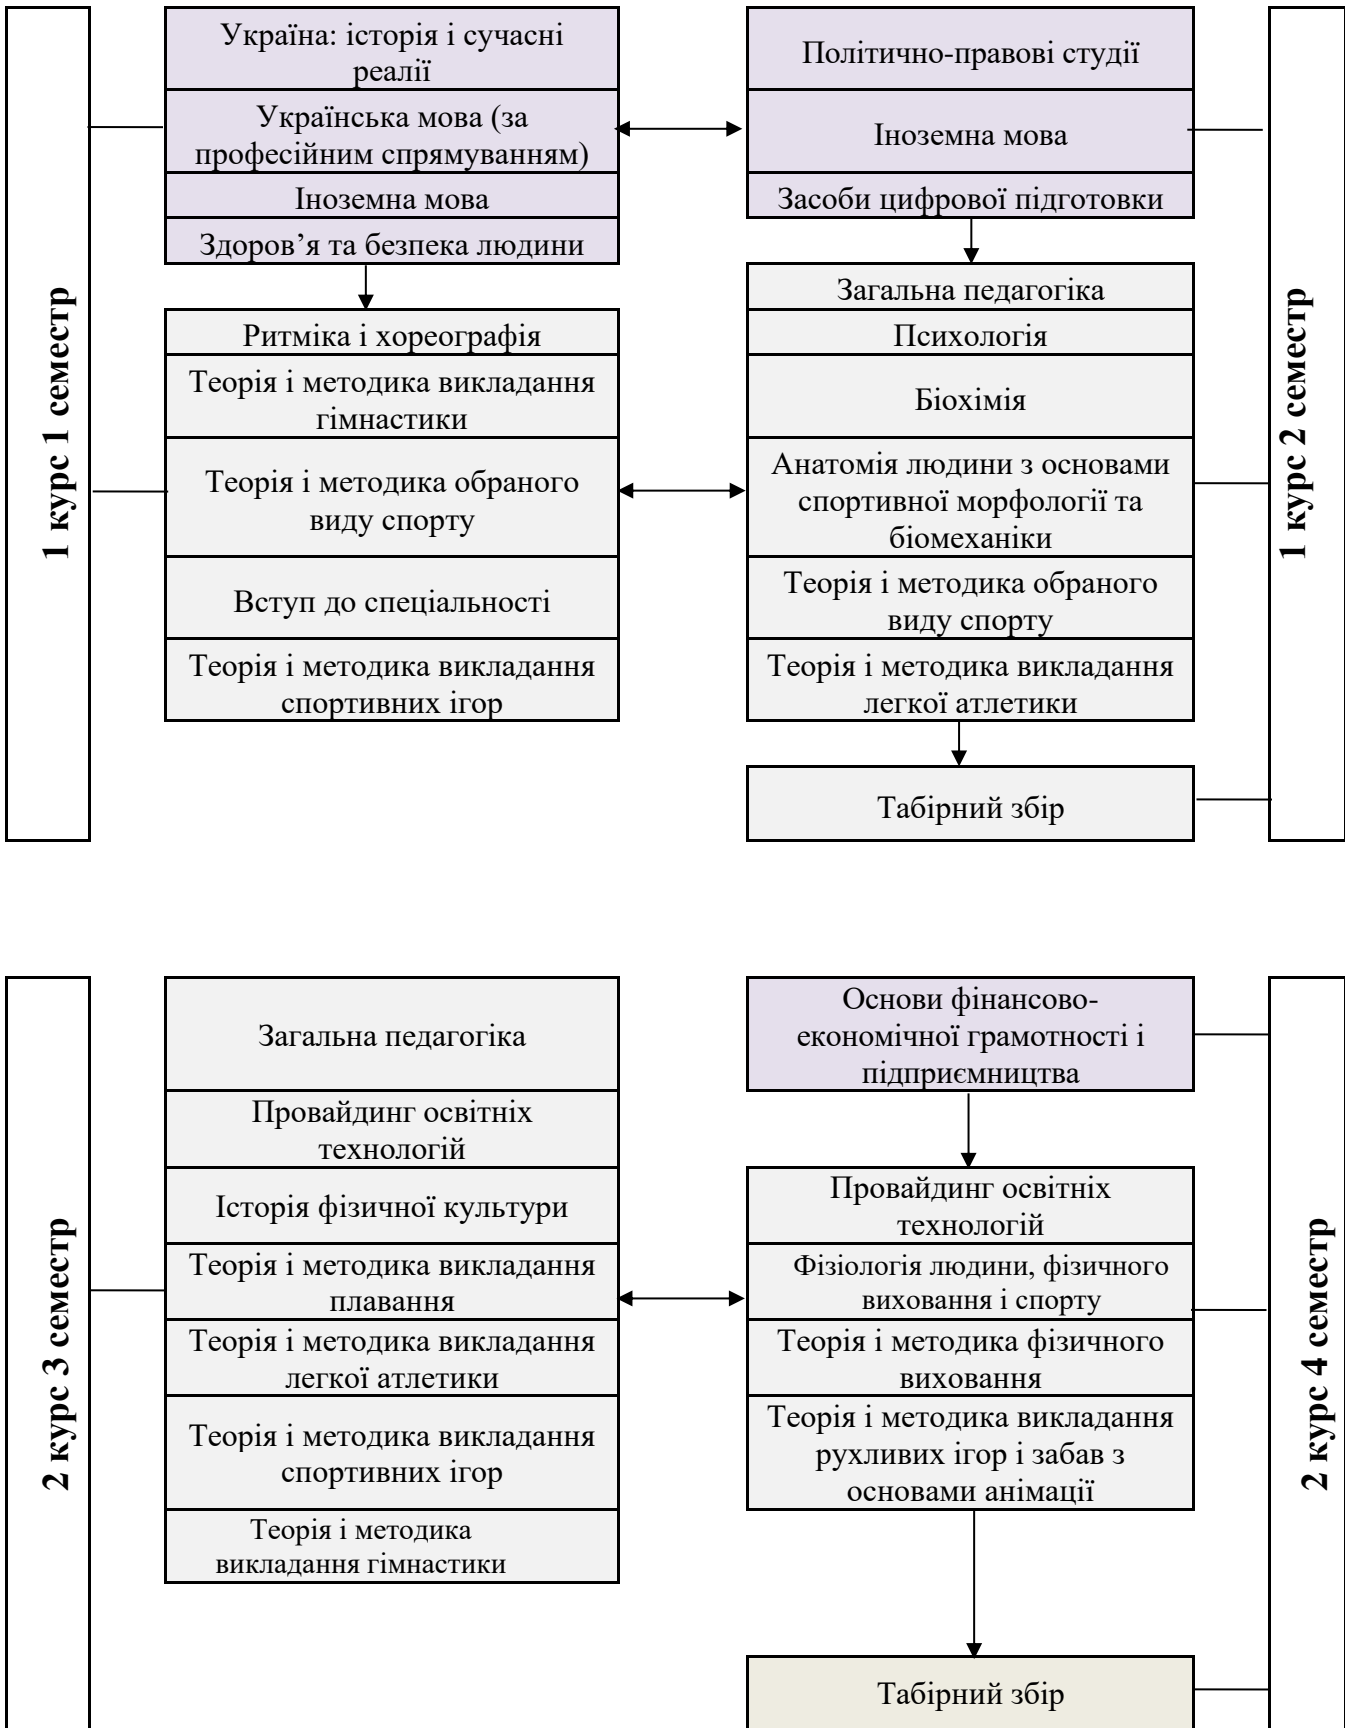 1 курс 1 семестр
Україна: історія і сучасні
реалії
Українська мова (за
професійним спрямуванням)
Іноземна мова
Здоров’я та безпека людини
Ритміка і хореографія
Теорія і методика викладання
гімнастики
Теорія і методика обраного
виду спорту
Вступ до спеціальності
Теорія і методика викладання
спортивних ігор
Політично-правові студії
Іноземна мова
Засоби цифрової підготовки
Загальна педагогіка
Психологія
Біохімія
Анатомія людини з основами
спортивної морфології та
біомеханіки
Теорія і методика обраного
виду спорту
Теорія і методика викладання
легкої атлетики
Табірний збір
1 курс 2 семестр
2 курс 3 семестр
Загальна педагогіка
Провайдинг освітніх
технологій
Історія фізичної культури
Теорія і методика викладання
плавання
Теорія і методика викладання
легкої атлетики
Теорія і методика викладання
спортивних ігор
Теорія і методика
викладання гімнастики
Основи фінансово-
економічної грамотності і
підприємництва
Провайдинг освітніх
технологій
Фізіологія людини, фізичного
виховання і спорту
Теорія і методика фізичного
виховання
Теорія і методика викладання
рухливих ігор і забав з
основами анімації
Табірний збір
2 курс 4 семестр